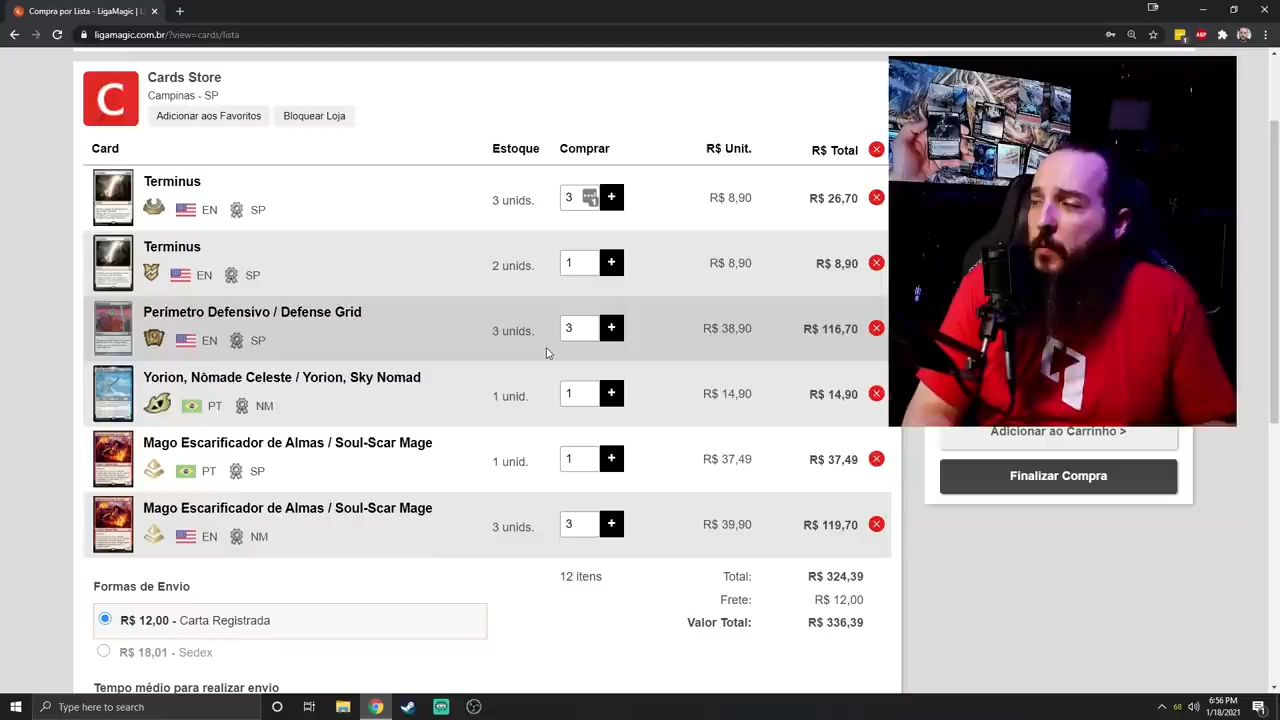 Compra por Lista - LigaMagic | L
ligamagic.com.br/?view=cards/lista
C
Cards Store
Campinas - SP
Adicionar aos Favoritos Bloquear Loja
Card Estoque Comprar R$ Unit. R$ Total
Terminus
EN SP 3 unids. 3 + R$ 8,90 R$ 26,70
Terminus
EN SP 2 unids. 1 + R$ 8,90 R$ 8,90
Perímetro Defensivo / Defense Grid
EN SP 3 unids. 3 + R$ 38,90 R$ 116,70
Yorion, Nômade Celeste / Yorion, Sky Nomad
PT NM 1 unid. 1 + R$ 14,90 R$ 14,90
Mago Escarificador de Almas / Soul-Scar Mage
PT SP 1 unid. 1 + R$ 37,49 R$ 37,49
Mago Escarificador de Almas / Soul-Scar Mage
EN NM 3 unids. 3 + R$ 39,90 R$ 119,70
12 itens Total: R$ 324,39
Frete: R$ 12,00
Valor Total: R$ 336,39
Formas de Envio
R$ 12,00 - Carta Registrada
R$ 18,01 - Sedex
Tempo médio para realizar envio
Adicionar ao Carrinho >
Finalizar Compra
Type here to search
68
6:56 PM
1/18/2021